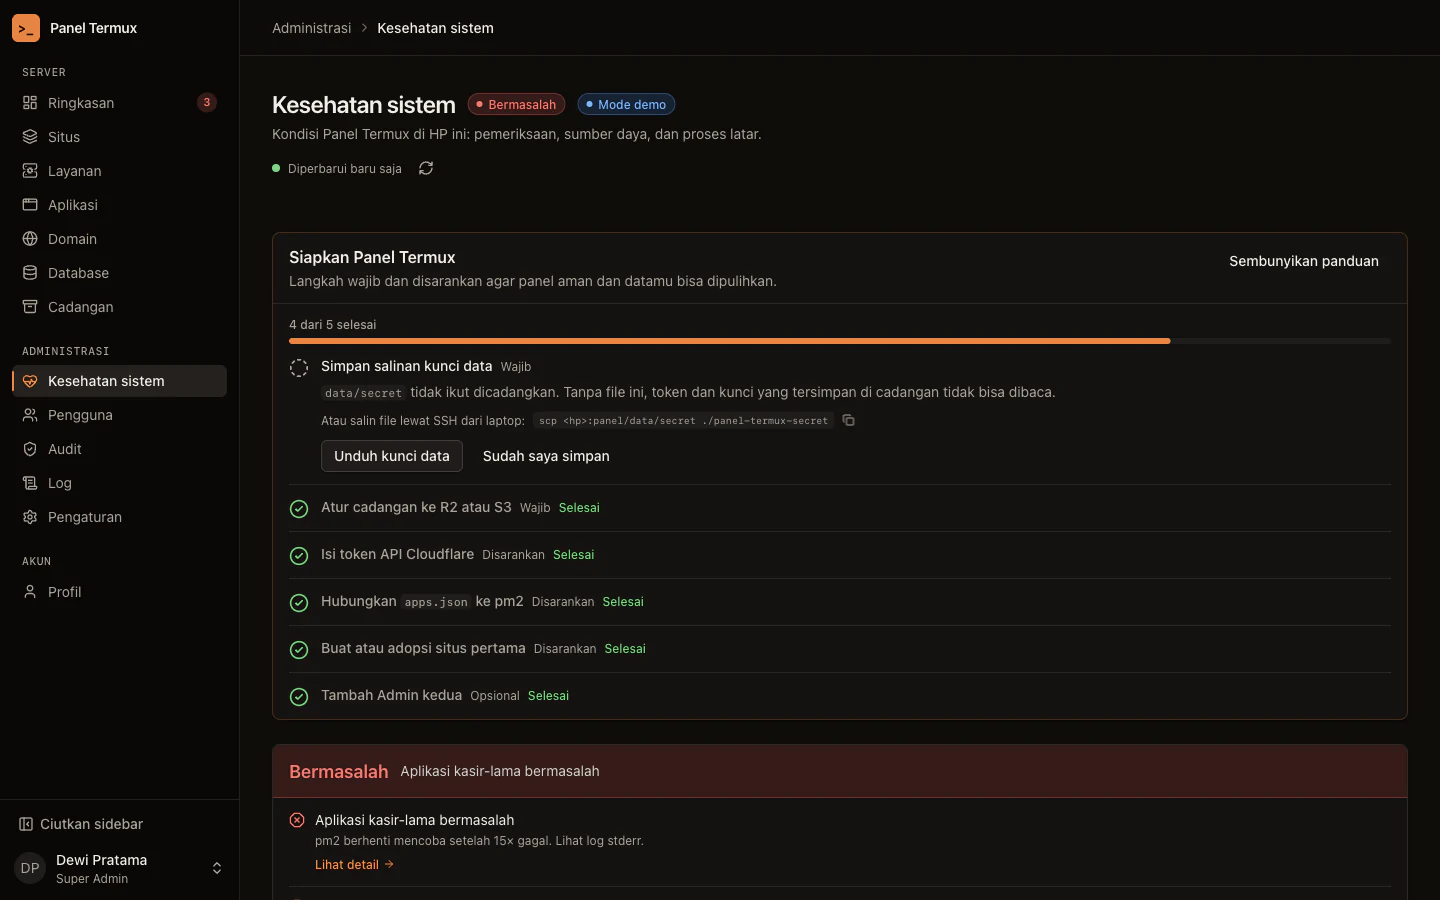 >_ Panel Termux
SERVER
Ringkasan 3
Situs
Layanan
Aplikasi
Domain
Database
Cadangan
ADMINISTRASI
Kesehatan sistem
Pengguna
Audit
Log
Pengaturan
AKUN
Profil
Ciutkan sidebar
DP Dewi Pratama
Super Admin
Administrasi > Kesehatan sistem
Kesehatan sistem Bermasalah Mode demo
Kondisi Panel Termux di HP ini: pemeriksaan, sumber daya, dan proses latar.
Diperbarui baru saja
Siapkan Panel Termux
Langkah wajib dan disarankan agar panel aman dan datamu bisa dipulihkan.
Sembunyikan panduan
4 dari 5 selesai
Simpan salinan kunci data Wajib
data/secret tidak ikut dicadangkan. Tanpa file ini, token dan kunci yang tersimpan di cadangan tidak bisa dibaca.
Atau salin file lewat SSH dari laptop: scp <hp>:panel/data/secret ./panel-termux-secret
Unduh kunci data Sudah saya simpan
Atur cadangan ke R2 atau S3 Wajib Selesai
Isi token API Cloudflare Disarankan Selesai
Hubungkan apps.json ke pm2 Disarankan Selesai
Buat atau adopsi situs pertama Disarankan Selesai
Tambah Admin kedua Opsional Selesai
Bermasalah Aplikasi kasir-lama bermasalah
Aplikasi kasir-lama bermasalah
pm2 berhenti mencoba setelah 15× gagal. Lihat log stderr.
Lihat detail →